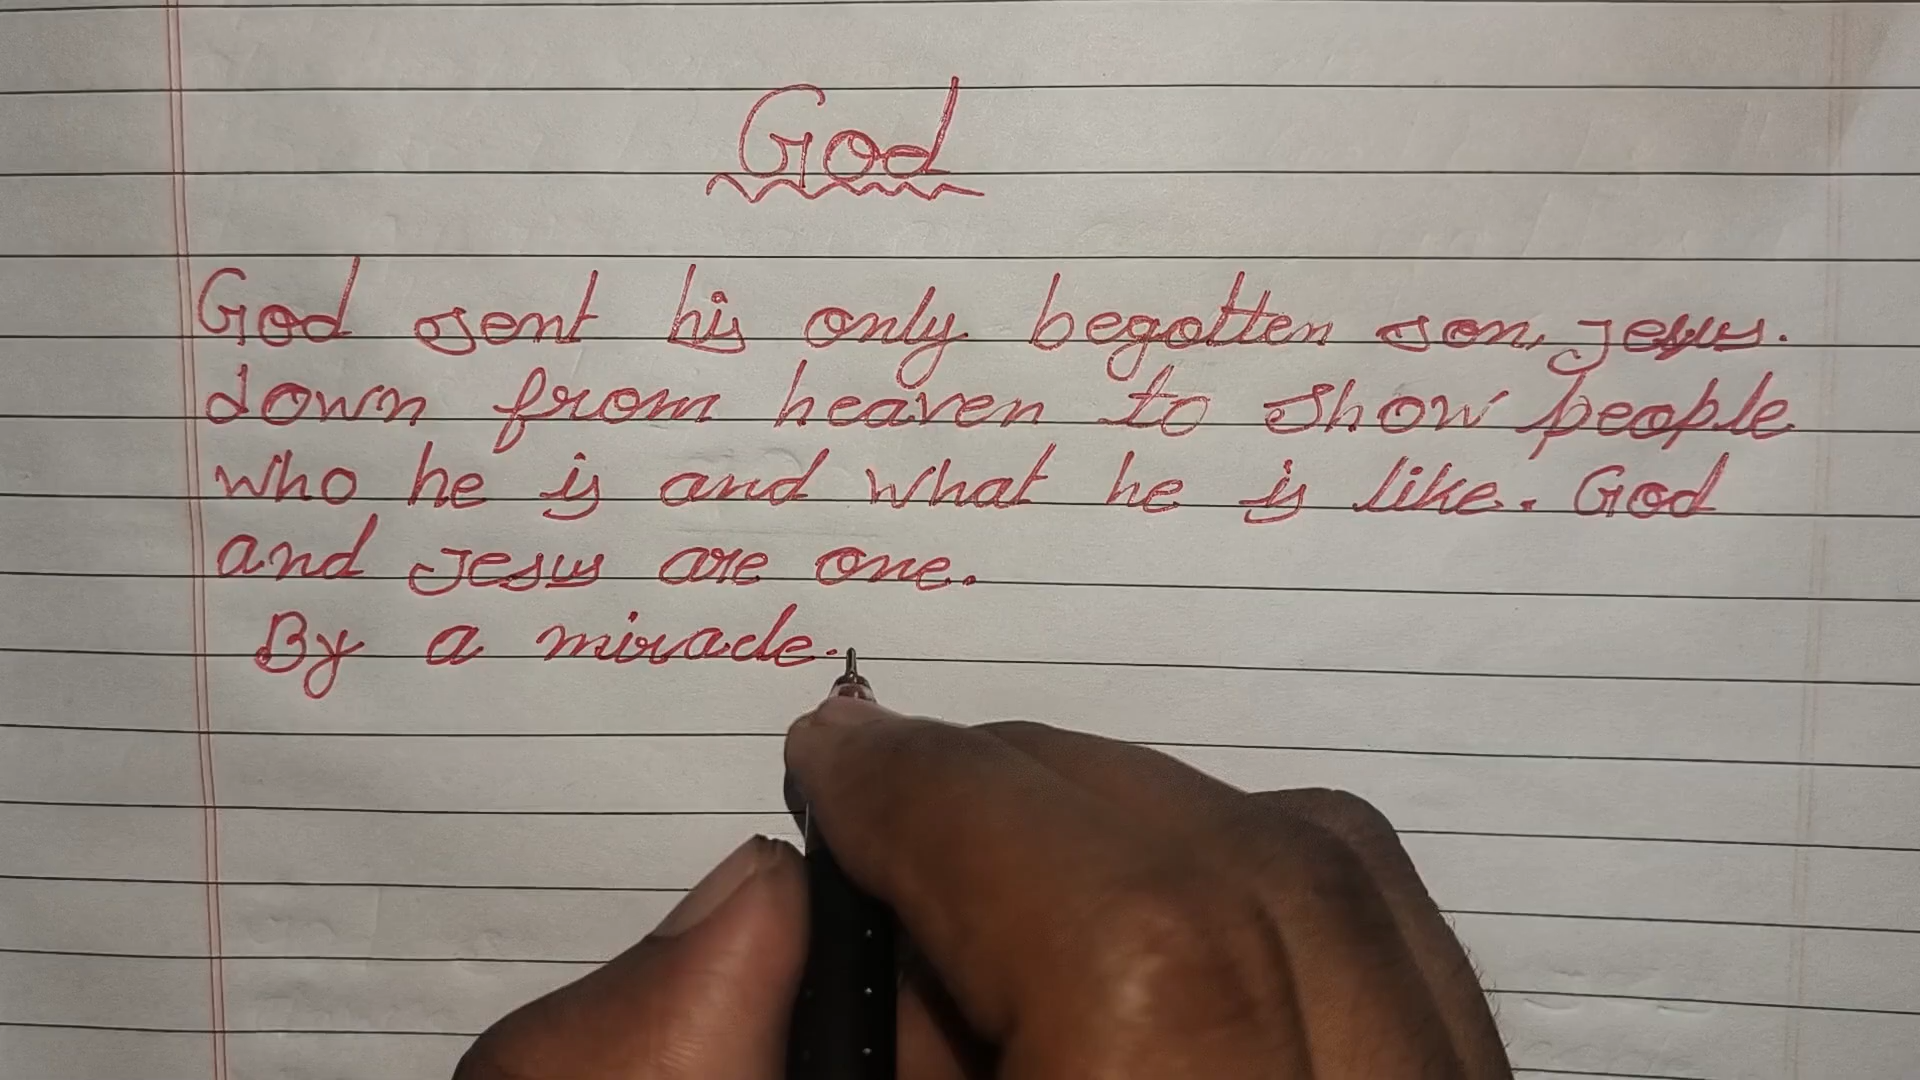 God
God sent his only begotten son, Jesus.
down from heaven to show people
who he is and what he is like. God
and Jesus are one.
By a miracle.